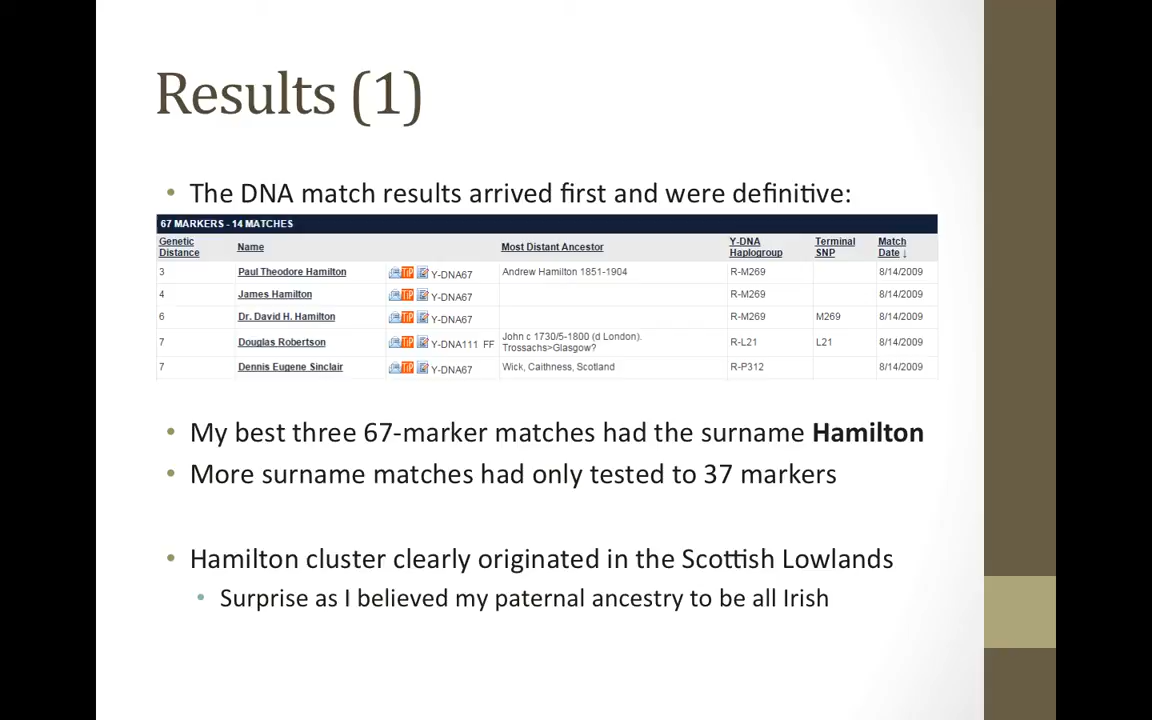 Results (1)
• The DNA match results arrived first and were definitive:
67 MARKERS - 14 MATCHES
Genetic Distance Name Most Distant Ancestor Y-DNA Haplogroup Terminal SNP Match Date ↓
3 Paul Theodore Hamilton TiP Y-DNA67 Andrew Hamilton 1851-1904 R-M269 8/14/2009
4 James Hamilton TiP Y-DNA67 R-M269 8/14/2009
6 Dr. David H. Hamilton TiP Y-DNA67 R-M269 M269 8/14/2009
7 Douglas Robertson TiP Y-DNA111 FF John c 1730/5-1800 (d London). Trossachs>Glasgow? R-L21 L21 8/14/2009
7 Dennis Eugene Sinclair TiP Y-DNA67 Wick, Caithness, Scotland R-P312 8/14/2009
• My best three 67-marker matches had the surname Hamilton
• More surname matches had only tested to 37 markers
• Hamilton cluster clearly originated in the Scottish Lowlands
• Surprise as I believed my paternal ancestry to be all Irish